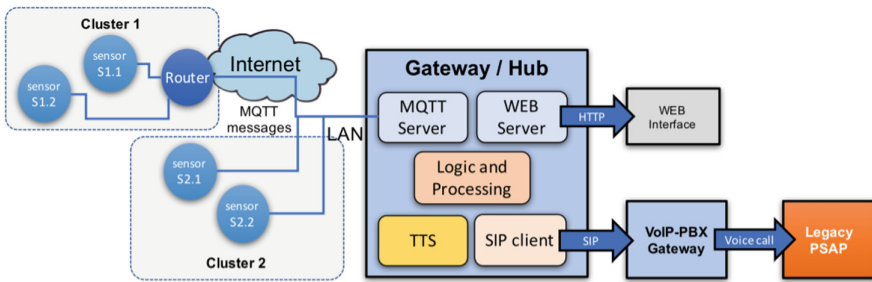 Cluster 1
sensor
S1.1
sensor
S1.2
Router
Internet
MQTT
messages
LAN
sensor
S2.1
sensor
S2.2
Cluster 2
Gateway / Hub
MQTT
Server
WEB
Server
Logic and
Processing
TTS
SIP client
HTTP
WEB
Interface
SIP
VoIP-PBX
Gateway
Voice call
Legacy
PSAP